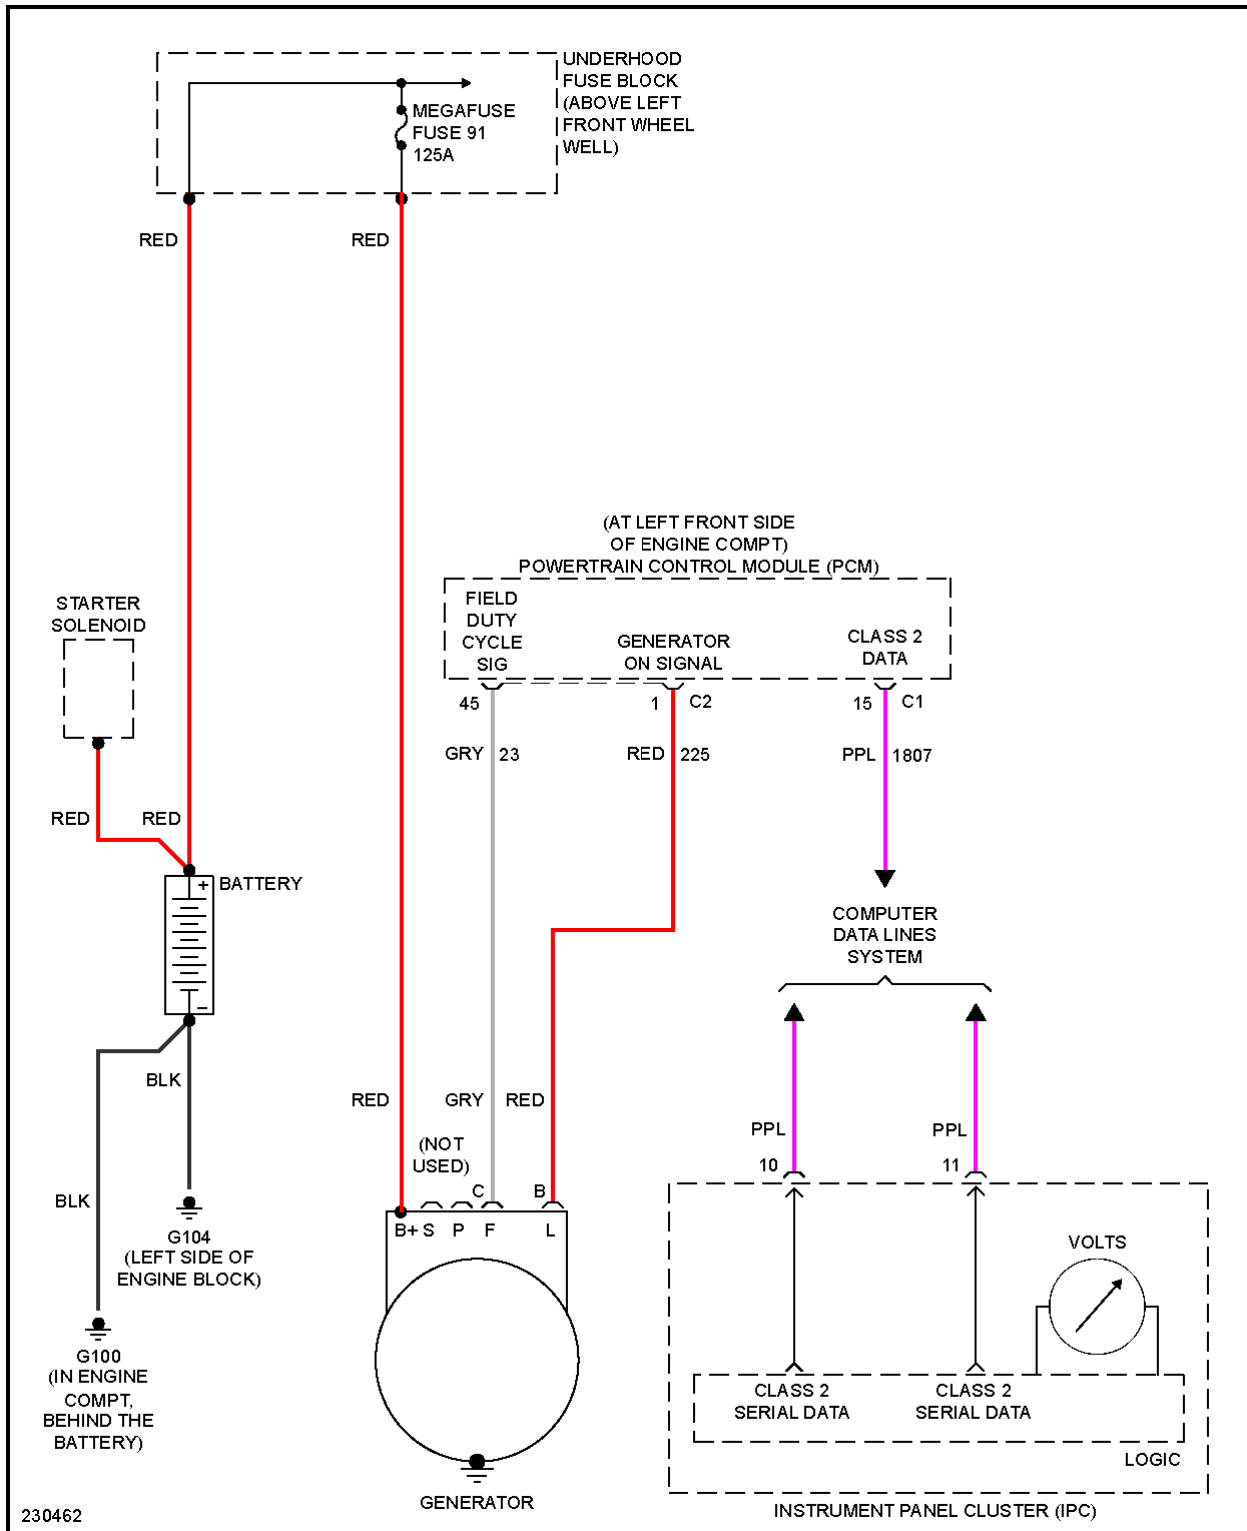 UNDERHOOD
FUSE BLOCK
(ABOVE LEFT
FRONT WHEEL
WELL)
MEGAFUSE
FUSE 91
125A
RED
RED
(AT LEFT FRONT SIDE
OF ENGINE COMPT)
POWERTRAIN CONTROL MODULE (PCM)
FIELD
DUTY
CYCLE
SIG
GENERATOR
ON SIGNAL
CLASS 2
DATA
STARTER
SOLENOID
45
1
C2
15
C1
GRY
23
RED
225
PPL
1807
RED
RED
+
BATTERY
–
COMPUTER
DATA LINES
SYSTEM
BLK
RED
GRY
RED
(NOT
USED)
PPL
PPL
10
11
BLK
C
B
B+
S
P
F
L
G104
(LEFT SIDE OF
ENGINE BLOCK)
VOLTS
G100
(IN ENGINE
COMPT,
BEHIND THE
BATTERY)
CLASS 2
SERIAL DATA
CLASS 2
SERIAL DATA
LOGIC
GENERATOR
INSTRUMENT PANEL CLUSTER (IPC)
230462